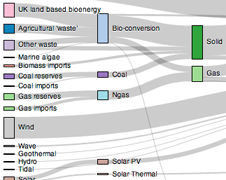 UK land based bioenergy
Bio-conversion
Agricultural 'waste'
Solid
Other waste
Marine algae
Biomass imports
Gas
Coal reserves
Coal
Coal imports
Gas reserves
Ngas
Gas imports
Wind
Wave
Geothermal
Hydro
Solar PV
Tidal
Solar Thermal
Solar